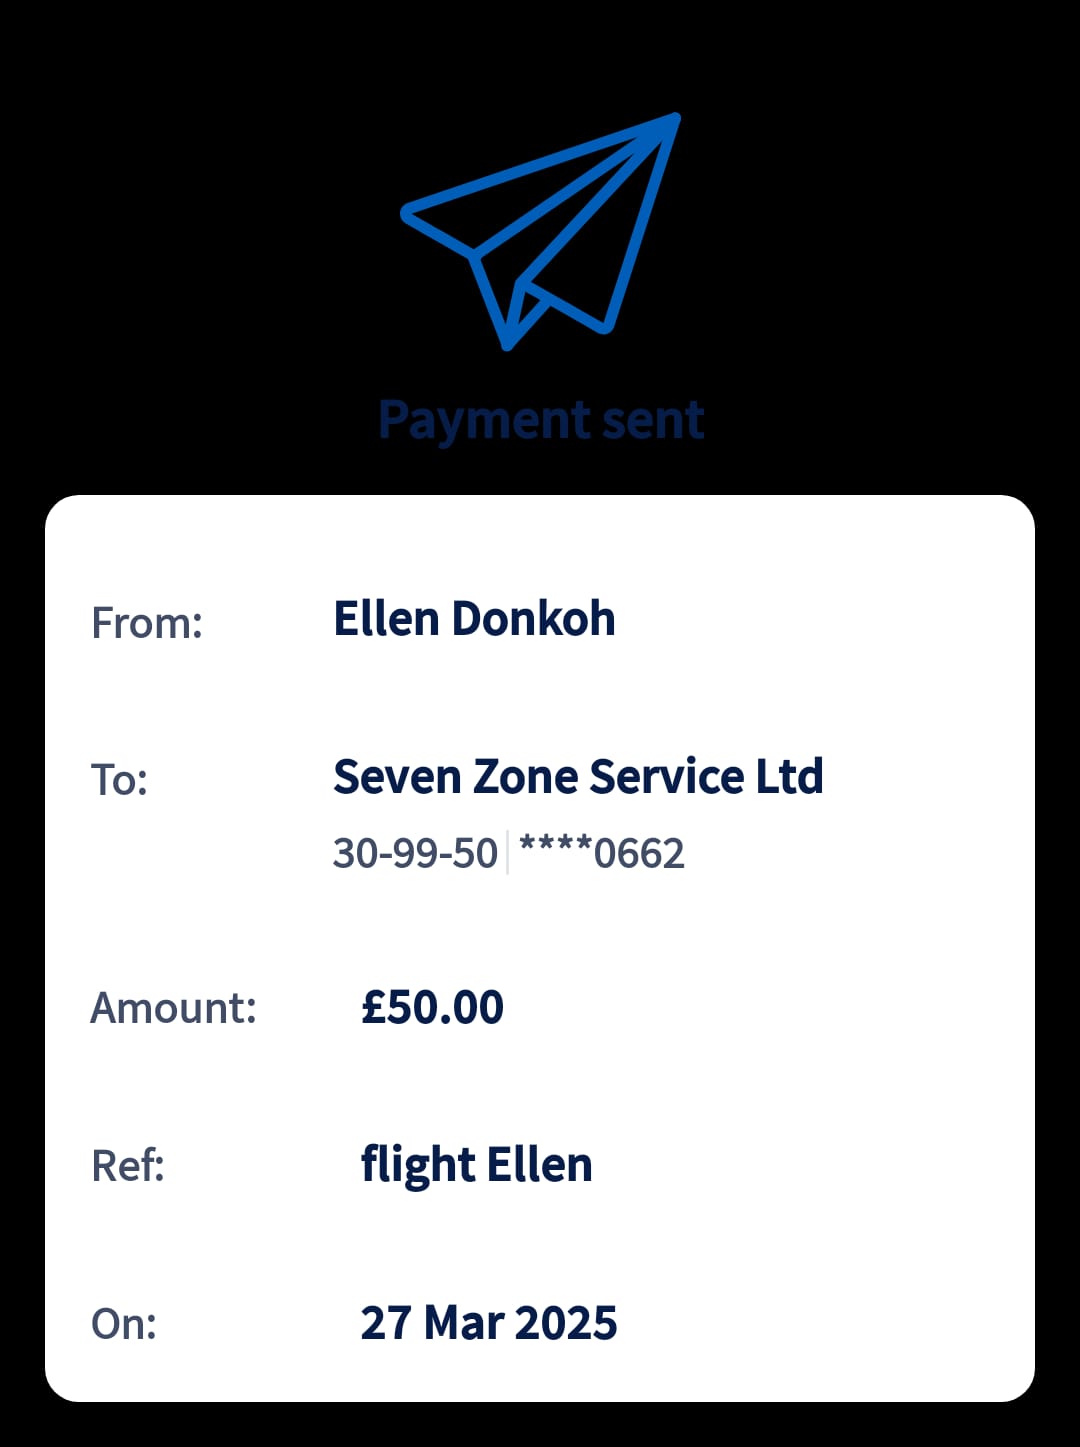 Payment sent
From: Ellen Donkoh
To: Seven Zone Service Ltd
30-99-50 ****0662
Amount: £50.00
Ref: flight Ellen
On: 27 Mar 2025